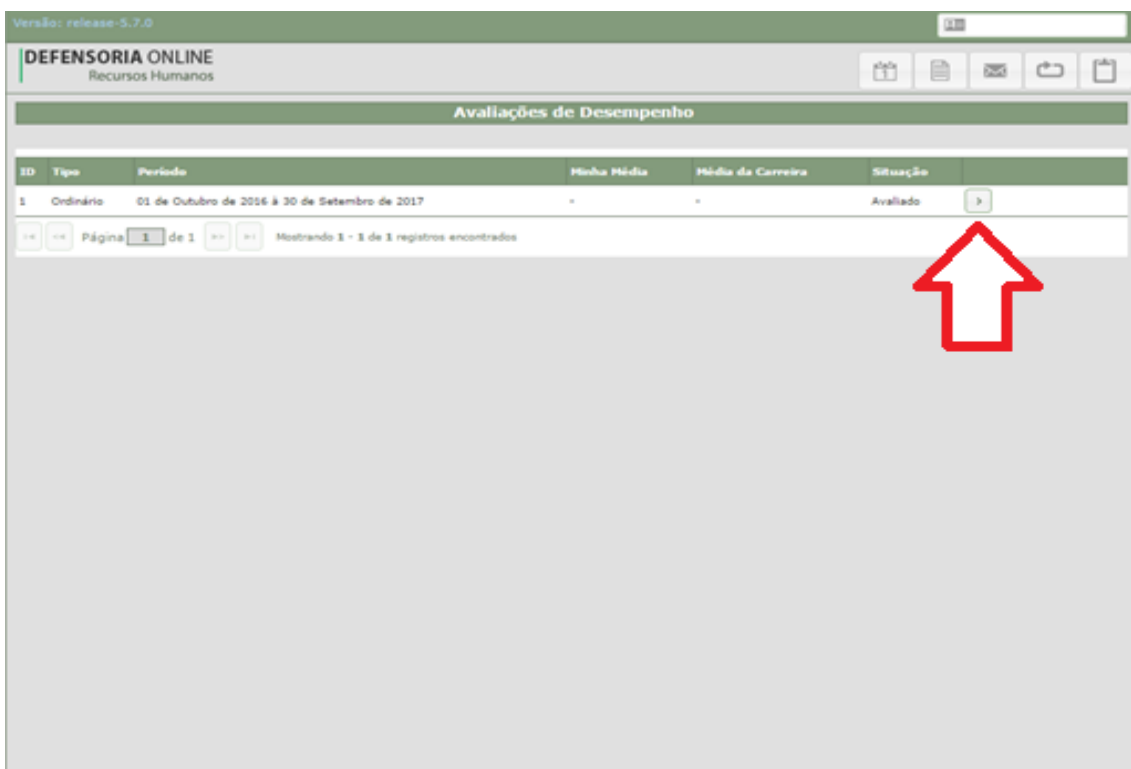 Versão: release-5.7.0
DEFENSORIA ONLINE
Recursos Humanos
Avaliações de Desempenho
ID Tipo Período Minha Média Média da Carreira Situação
1 Ordinário 01 de Outubro de 2016 à 30 de Setembro de 2017 - - Avaliado
Página 1 de 1 Mostrando 1 - 1 de 1 registros encontrados